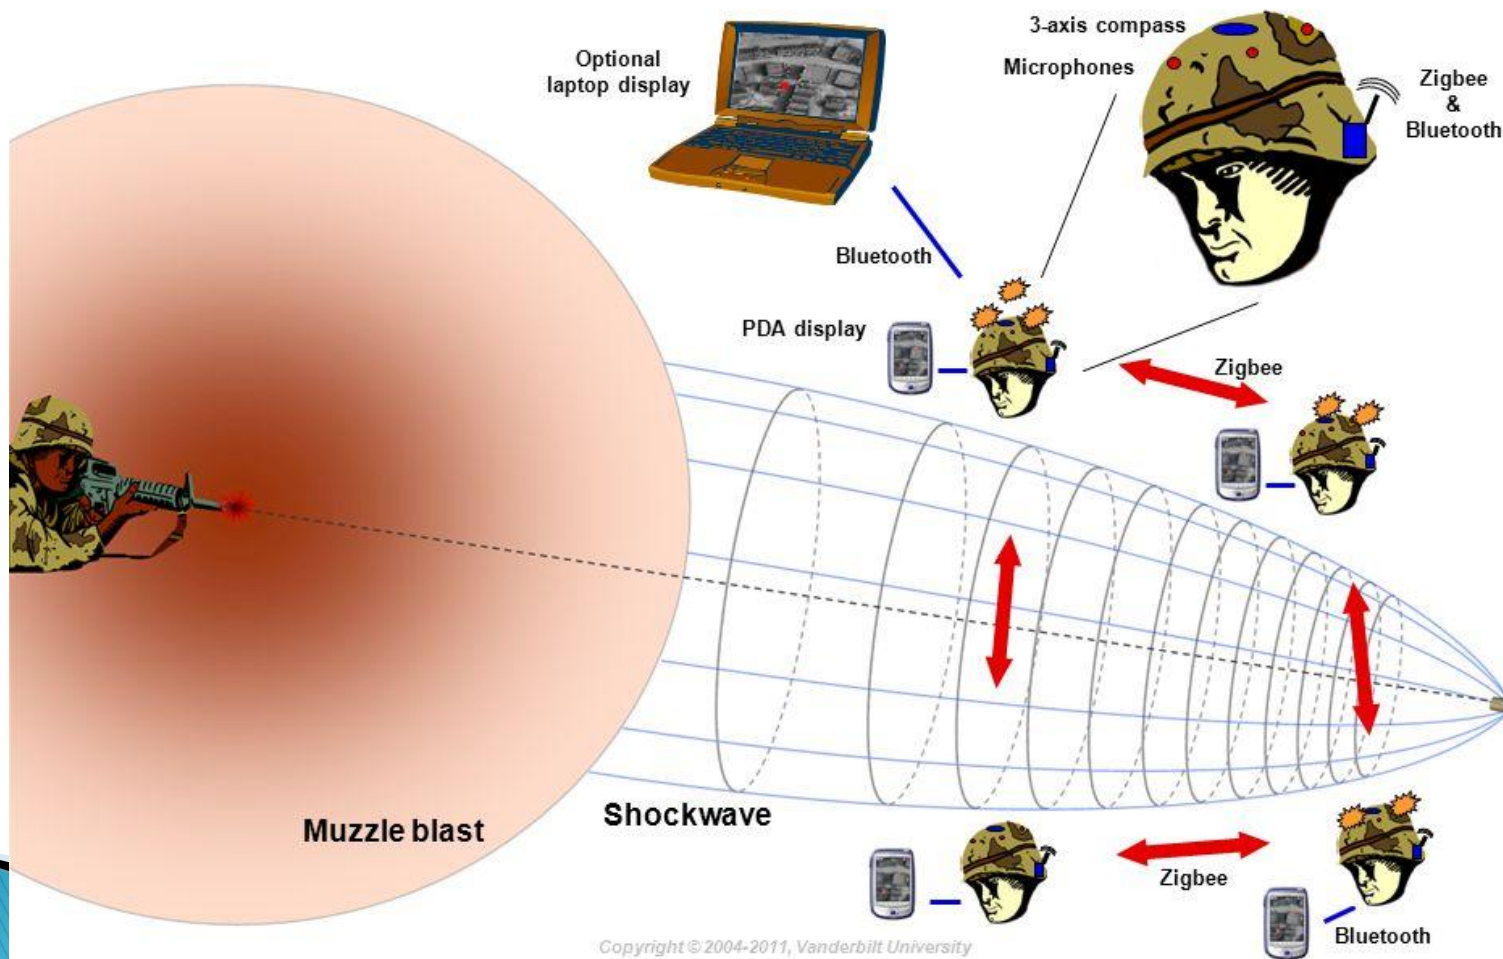 3-axis compass
Microphones
Optional
laptop display
Zigbee
&
Bluetooth
Bluetooth
PDA display
Zigbee
Muzzle blast
Shockwave
Zigbee
Bluetooth
Copyright © 2004-2011, Vanderbilt University